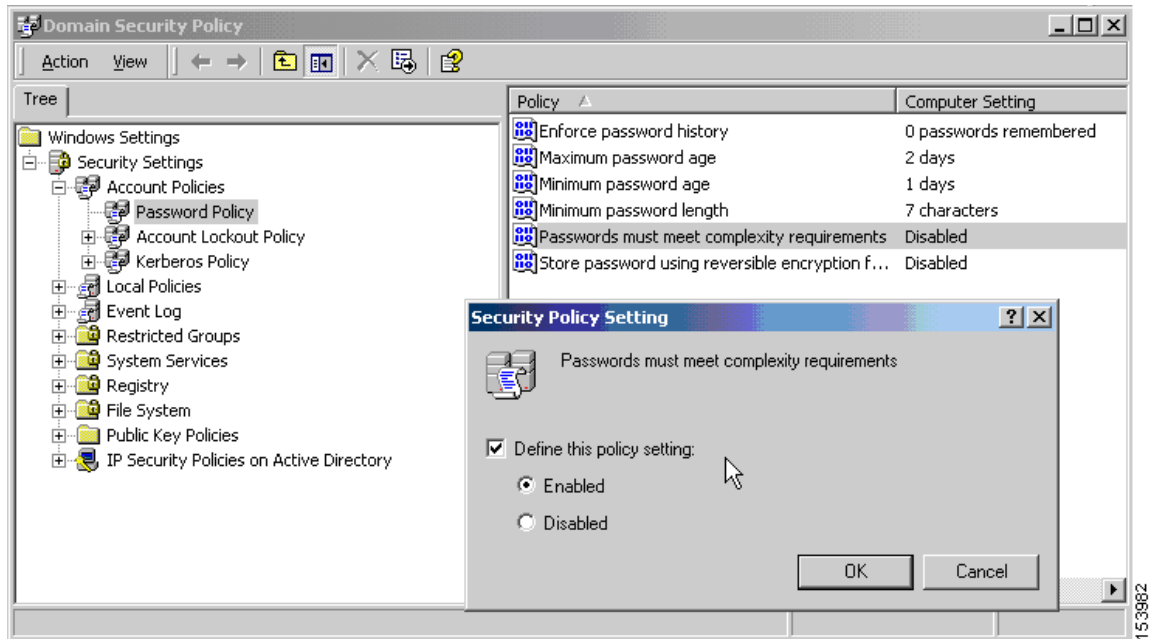 Domain Security Policy
Action View
Tree
Policy Computer Setting
Windows Settings
Security Settings
Account Policies
Password Policy
Account Lockout Policy
Kerberos Policy
Local Policies
Event Log
Restricted Groups
System Services
Registry
File System
Public Key Policies
IP Security Policies on Active Directory
Enforce password history 0 passwords remembered
Maximum password age 2 days
Minimum password age 1 days
Minimum password length 7 characters
Passwords must meet complexity requirements Disabled
Store password using reversible encryption f... Disabled
Security Policy Setting
Passwords must meet complexity requirements
Define this policy setting:
Enabled
Disabled
OK Cancel
153982